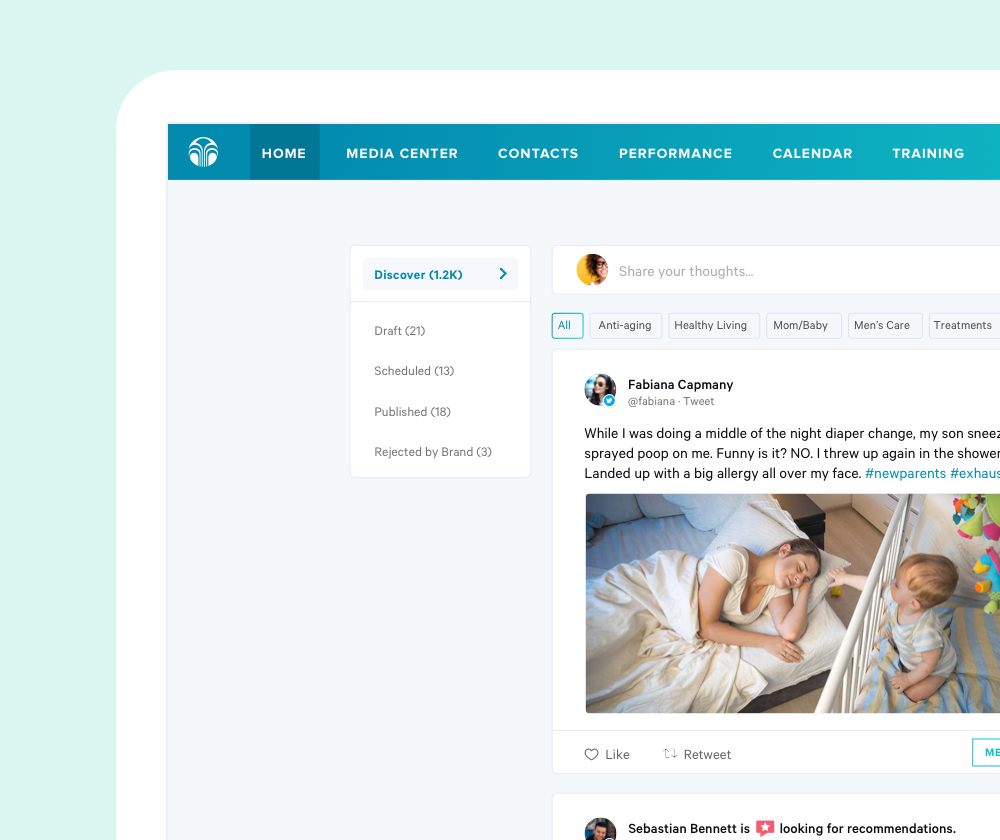 HOME MEDIA CENTER CONTACTS PERFORMANCE CALENDAR TRAINING
Discover (1.2K)
Draft (21)
Scheduled (13)
Published (18)
Rejected by Brand (3)
Share your thoughts...
All Anti-aging Healthy Living Mom/Baby Men's Care Treatments
Fabiana Capmany
@fabiana · Tweet
While I was doing a middle of the night diaper change, my son sneez
sprayed poop on me. Funny is it? NO. I threw up again in the shower
Landed up with a big allergy all over my face. #newparents #exhaus
Like Retweet
ME
Sebastian Bennett is looking for recommendations.